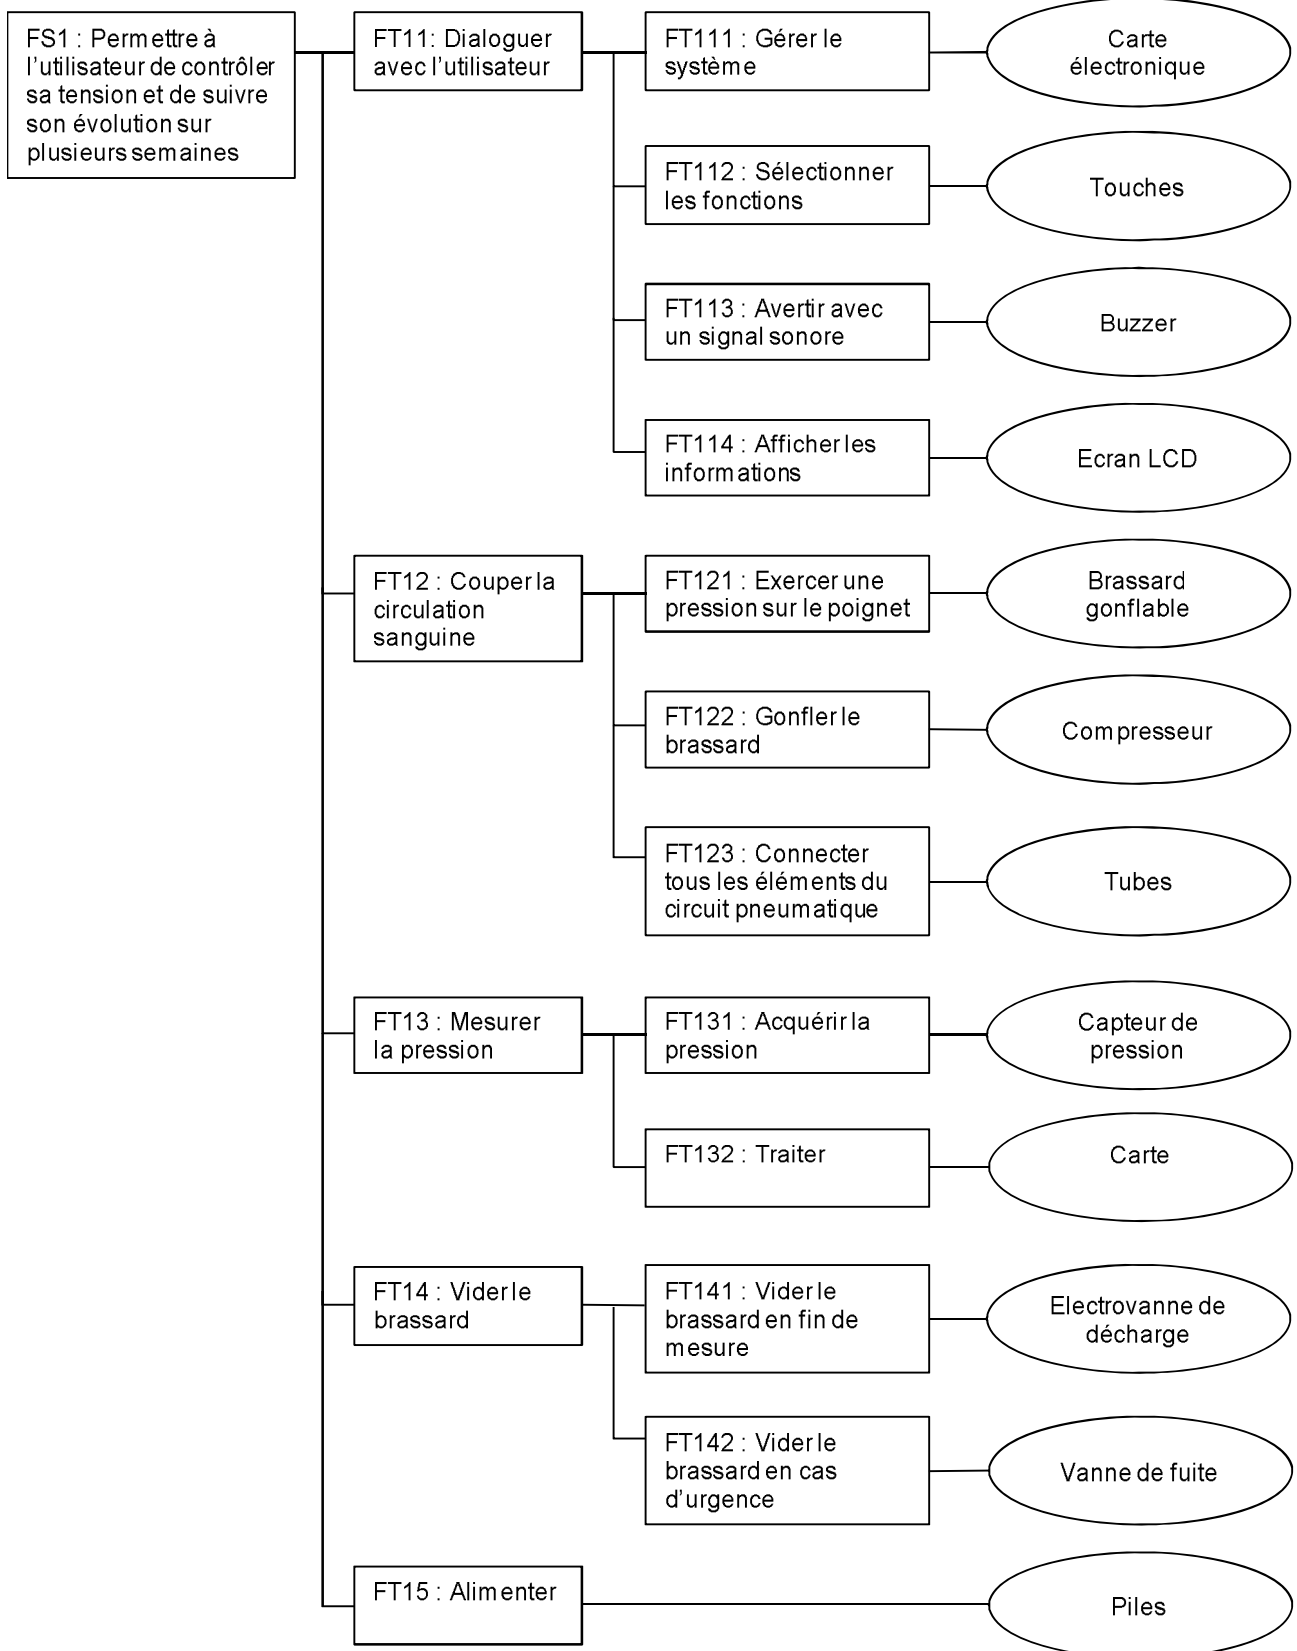 FS1 : Permettre à
l'utilisateur de contrôler
sa tension et de suivre
son évolution sur
plusieurs semaines
FT11: Dialoguer
avec l'utilisateur
FT111 : Gérer le
système
Carte
électronique
FT112 : Sélectionner
les fonctions
Touches
FT113 : Avertir avec
un signal sonore
Buzzer
FT114 : Afficher les
informations
Ecran LCD
FT12 : Couper la
circulation
sanguine
FT121 : Exercer une
pression sur le poignet
Brassard
gonflable
FT122 : Gonfler le
brassard
Compresseur
FT123 : Connecter
tous les éléments du
circuit pneumatique
Tubes
FT13 : Mesurer
la pression
FT131 : Acquérir la
pression
Capteur de
pression
FT132 : Traiter
Carte
FT14 : Vider le
brassard
FT141 : Vider le
brassard en fin de
mesure
Electrovanne de
décharge
FT142 : Vider le
brassard en cas
d'urgence
Vanne de fuite
FT15 : Alimenter
Piles